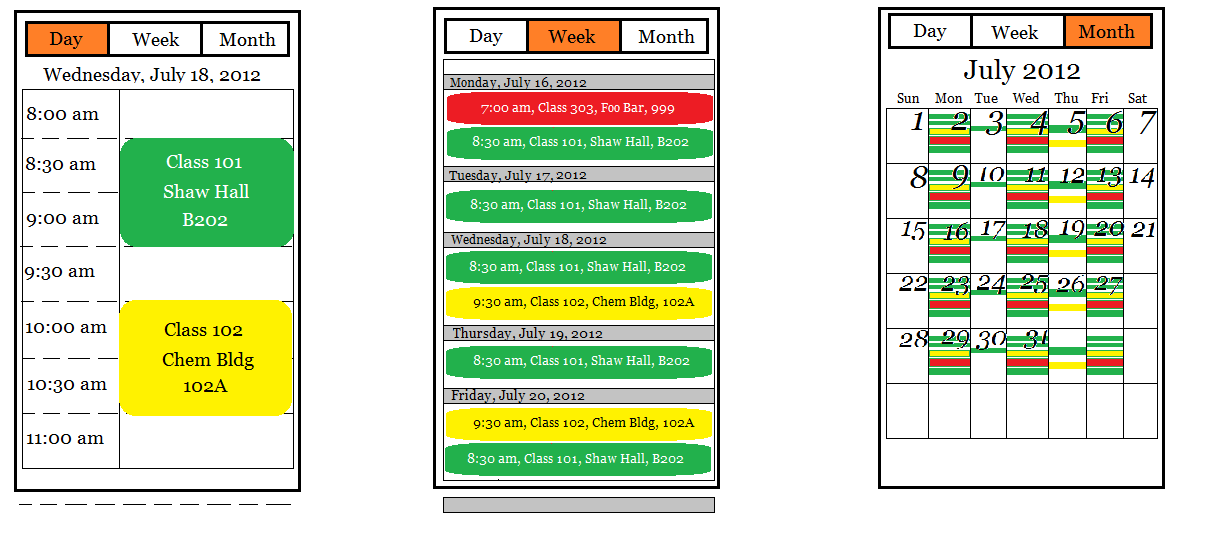 Day Week Month
Wednesday, July 18, 2012
8:00 am
8:30 am
Class 101
Shaw Hall
B202
9:00 am
9:30 am
10:00 am
Class 102
Chem Bldg
102A
10:30 am
11:00 am
Day Week Month
Monday, July 16, 2012
7:00 am, Class 303, Foo Bar, 999
8:30 am, Class 101, Shaw Hall, B202
Tuesday, July 17, 2012
8:30 am, Class 101, Shaw Hall, B202
Wednesday, July 18, 2012
8:30 am, Class 101, Shaw Hall, B202
9:30 am, Class 102, Chem Bldg, 102A
Thursday, July 19, 2012
8:30 am, Class 101, Shaw Hall, B202
Friday, July 20, 2012
9:30 am, Class 102, Chem Bldg, 102A
8:30 am, Class 101, Shaw Hall, B202
Day Week Month
July 2012
Sun Mon Tue Wed Thu Fri Sat
1 2 3 4 5 6 7
8 9 10 11 12 13 14
15 16 17 18 19 20 21
22 23 24 25 26 27
28 29 30 31